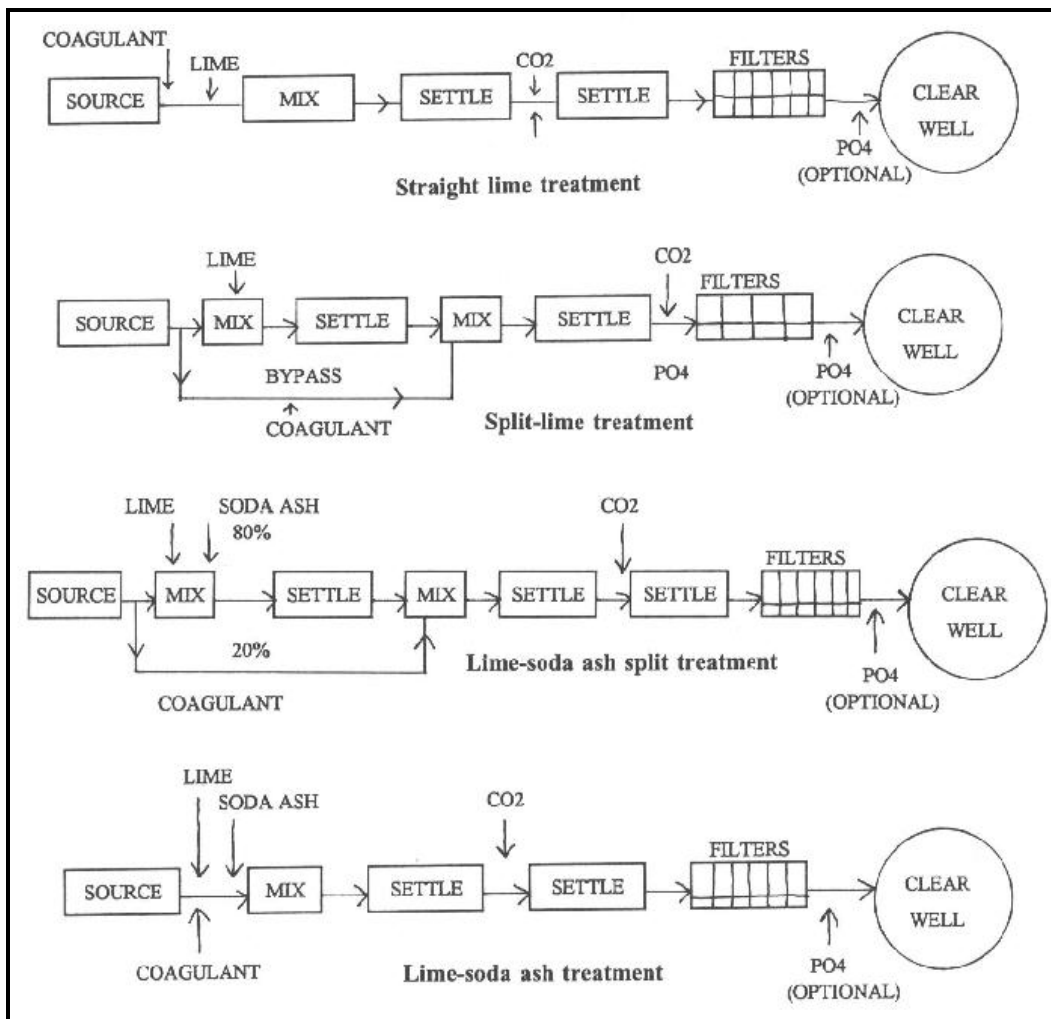 COAGULANT
LIME
SOURCE
MIX
SETTLE
CO2
SETTLE
FILTERS
CLEAR
WELL
PO4
(OPTIONAL)
Straight lime treatment
LIME
SOURCE
MIX
SETTLE
MIX
SETTLE
CO2
FILTERS
CLEAR
WELL
BYPASS
COAGULANT
PO4
PO4
(OPTIONAL)
Split-lime treatment
LIME
SODA ASH
80%
SOURCE
MIX
SETTLE
MIX
SETTLE
CO2
SETTLE
FILTERS
CLEAR
WELL
20%
COAGULANT
PO4
(OPTIONAL)
Lime-soda ash split treatment
LIME
SODA ASH
SOURCE
COAGULANT
MIX
SETTLE
CO2
SETTLE
FILTERS
CLEAR
WELL
PO4
(OPTIONAL)
Lime-soda ash treatment